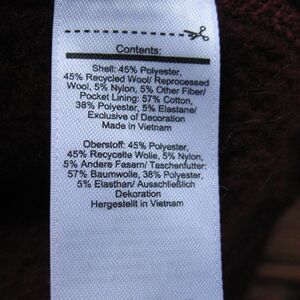 Contents:
Shell: 45% Polyester,
45% Recycled Wool/ Reprocessed
Wool, 5% Nylon, 5% Other Fiber/
Pocket Lining: 57% Cotton,
38% Polyester, 5% Elastane/
Exclusive of Decoration
Made in Vietnam
Oberstoff: 45% Polyester,
45% Recycelte Wolle, 5% Nylon,
5% Andere Fasern/ Taschenfutter:
57% Baumwolle, 38% Polyester,
5% Elasthan/ Ausschließlich
Dekoration
Hergestellt in Vietnam